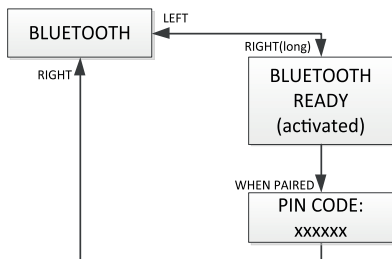 BLUETOOTH
LEFT
RIGHT(long)
RIGHT
BLUETOOTH
READY
(activated)
WHEN PAIRED
PIN CODE:
xxxxxx